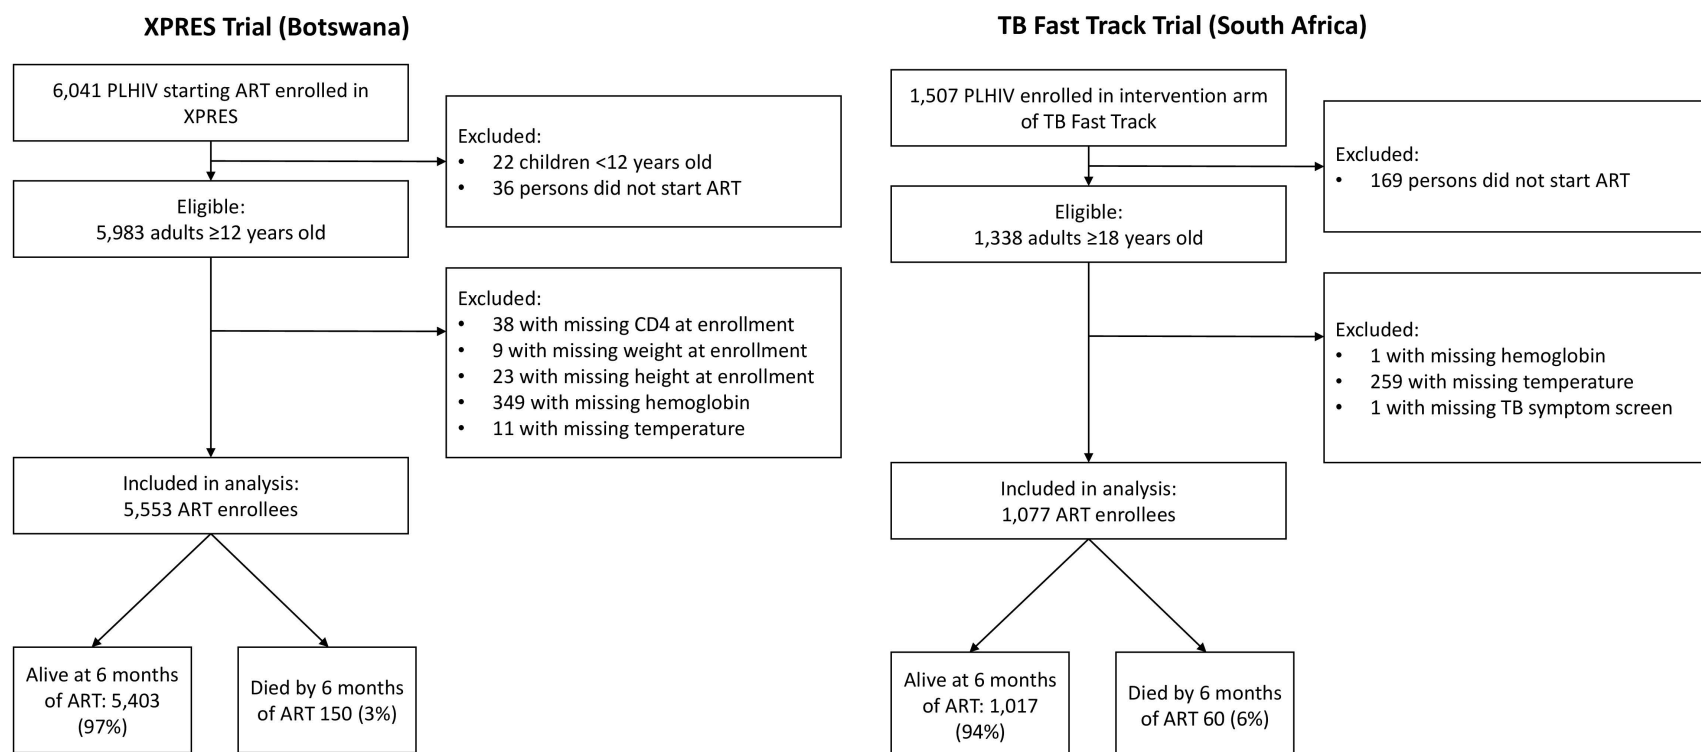 XPRES Trial (Botswana)
6,041 PLHIV starting ART enrolled in
XPRES
Excluded:
• 22 children <12 years old
• 36 persons did not start ART
Eligible:
5,983 adults ≥12 years old
Excluded:
• 38 with missing CD4 at enrollment
• 9 with missing weight at enrollment
• 23 with missing height at enrollment
• 349 with missing hemoglobin
• 11 with missing temperature
Included in analysis:
5,553 ART enrollees
Alive at 6 months
of ART: 5,403
(97%)
Died by 6 months
of ART 150 (3%)
TB Fast Track Trial (South Africa)
1,507 PLHIV enrolled in intervention arm
of TB Fast Track
Excluded:
• 169 persons did not start ART
Eligible:
1,338 adults ≥18 years old
Excluded:
• 1 with missing hemoglobin
• 259 with missing temperature
• 1 with missing TB symptom screen
Included in analysis:
1,077 ART enrollees
Alive at 6 months
of ART: 1,017
(94%)
Died by 6 months
of ART 60 (6%)